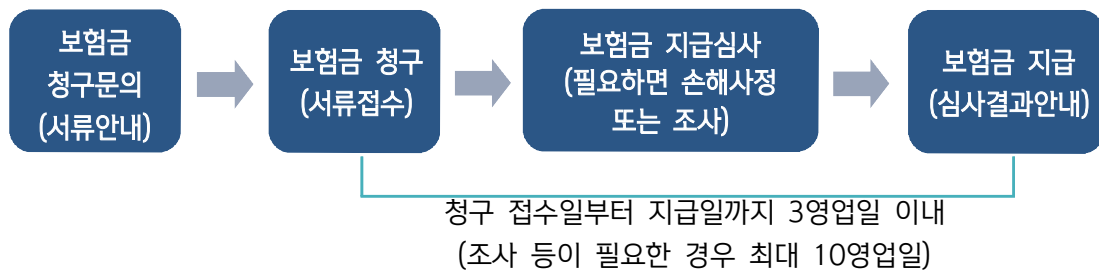 보험금
청구문의
(서류안내)
보험금 청구
(서류접수)
보험금 지급심사
(필요하면 손해사정
또는 조사)
보험금 지급
(심사결과안내)
청구 접수일부터 지급일까지 3영업일 이내
(조사 등이 필요한 경우 최대 10영업일)